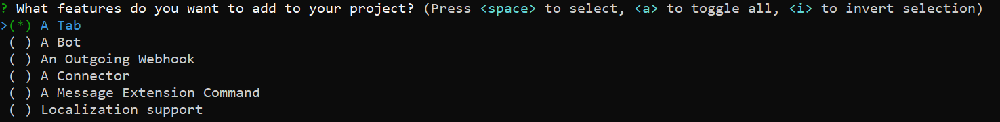 ? What features do you want to add to your project? (Press <space> to select, <a> to toggle all, <i> to invert selection)
>(*) A Tab
( ) A Bot
( ) An Outgoing Webhook
( ) A Connector
( ) A Message Extension Command
( ) Localization support